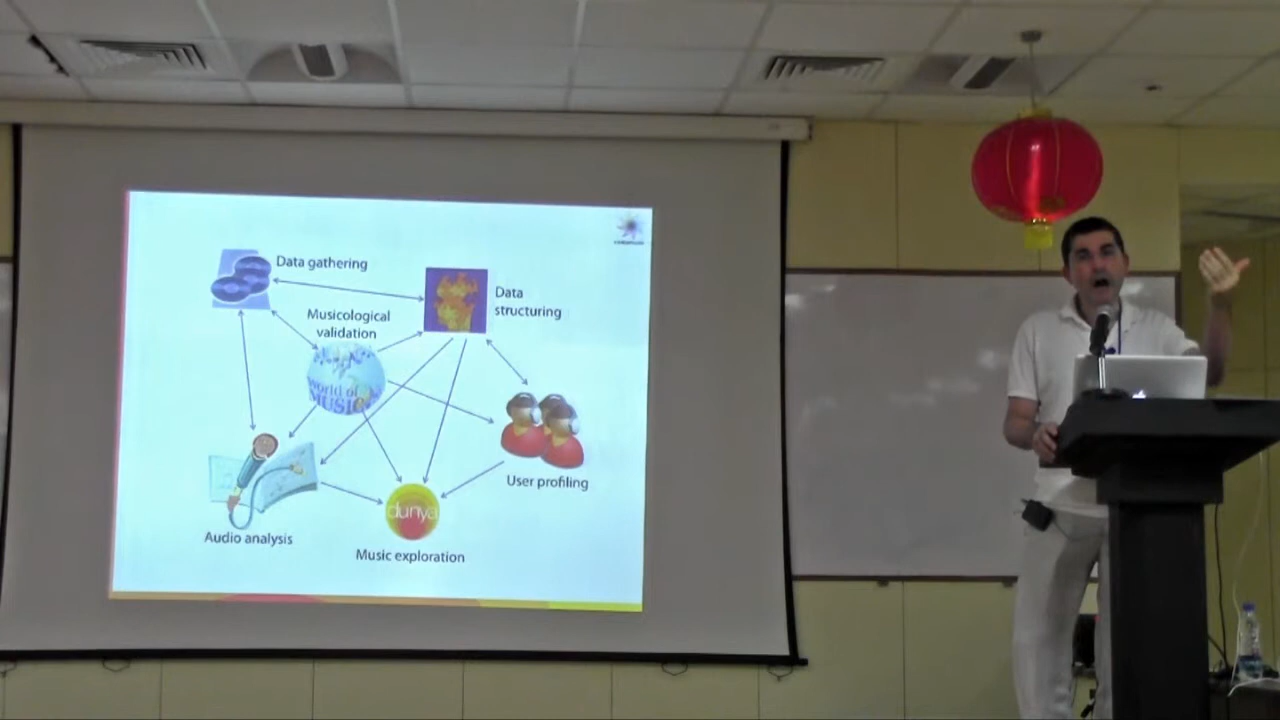 Data gathering
Data
structuring
Musicological
validation
World of
MUSIC
User profiling
dunya
Audio analysis
Music exploration